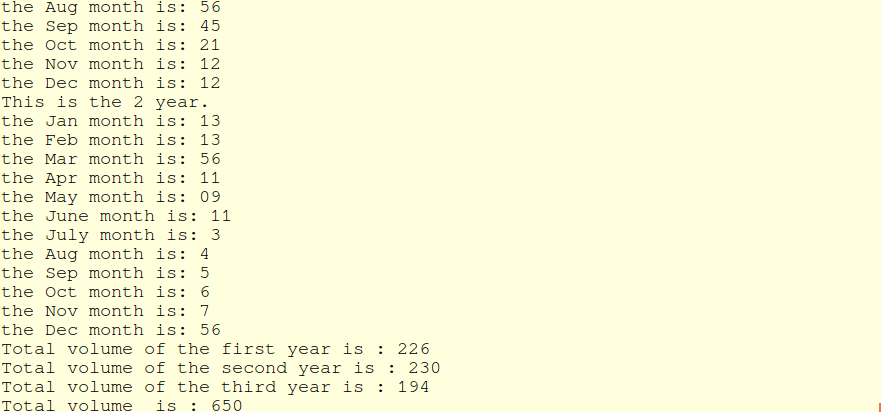 the Aug month is: 56
the Sep month is: 45
the Oct month is: 21
the Nov month is: 12
the Dec month is: 12
This is the 2 year.
the Jan month is: 13
the Feb month is: 13
the Mar month is: 56
the Apr month is: 11
the May month is: 09
the June month is: 11
the July month is: 3
the Aug month is: 4
the Sep month is: 5
the Oct month is: 6
the Nov month is: 7
the Dec month is: 56
Total volume of the first year is : 226
Total volume of the second year is : 230
Total volume of the third year is : 194
Total volume  is : 650